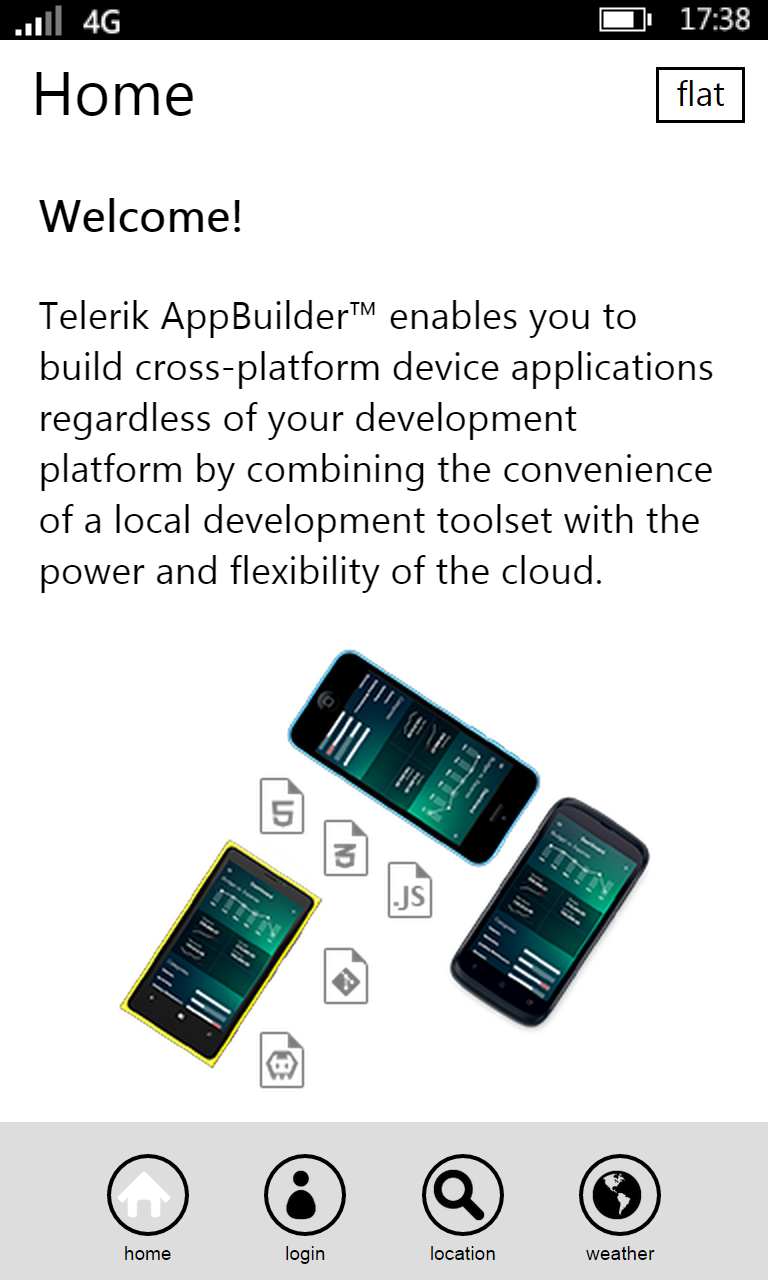 4G 17:38
Home flat
Welcome!
Telerik AppBuilder™ enables you to
build cross-platform device applications
regardless of your development
platform by combining the convenience
of a local development toolset with the
power and flexibility of the cloud.
5
3
.JS
home login location weather